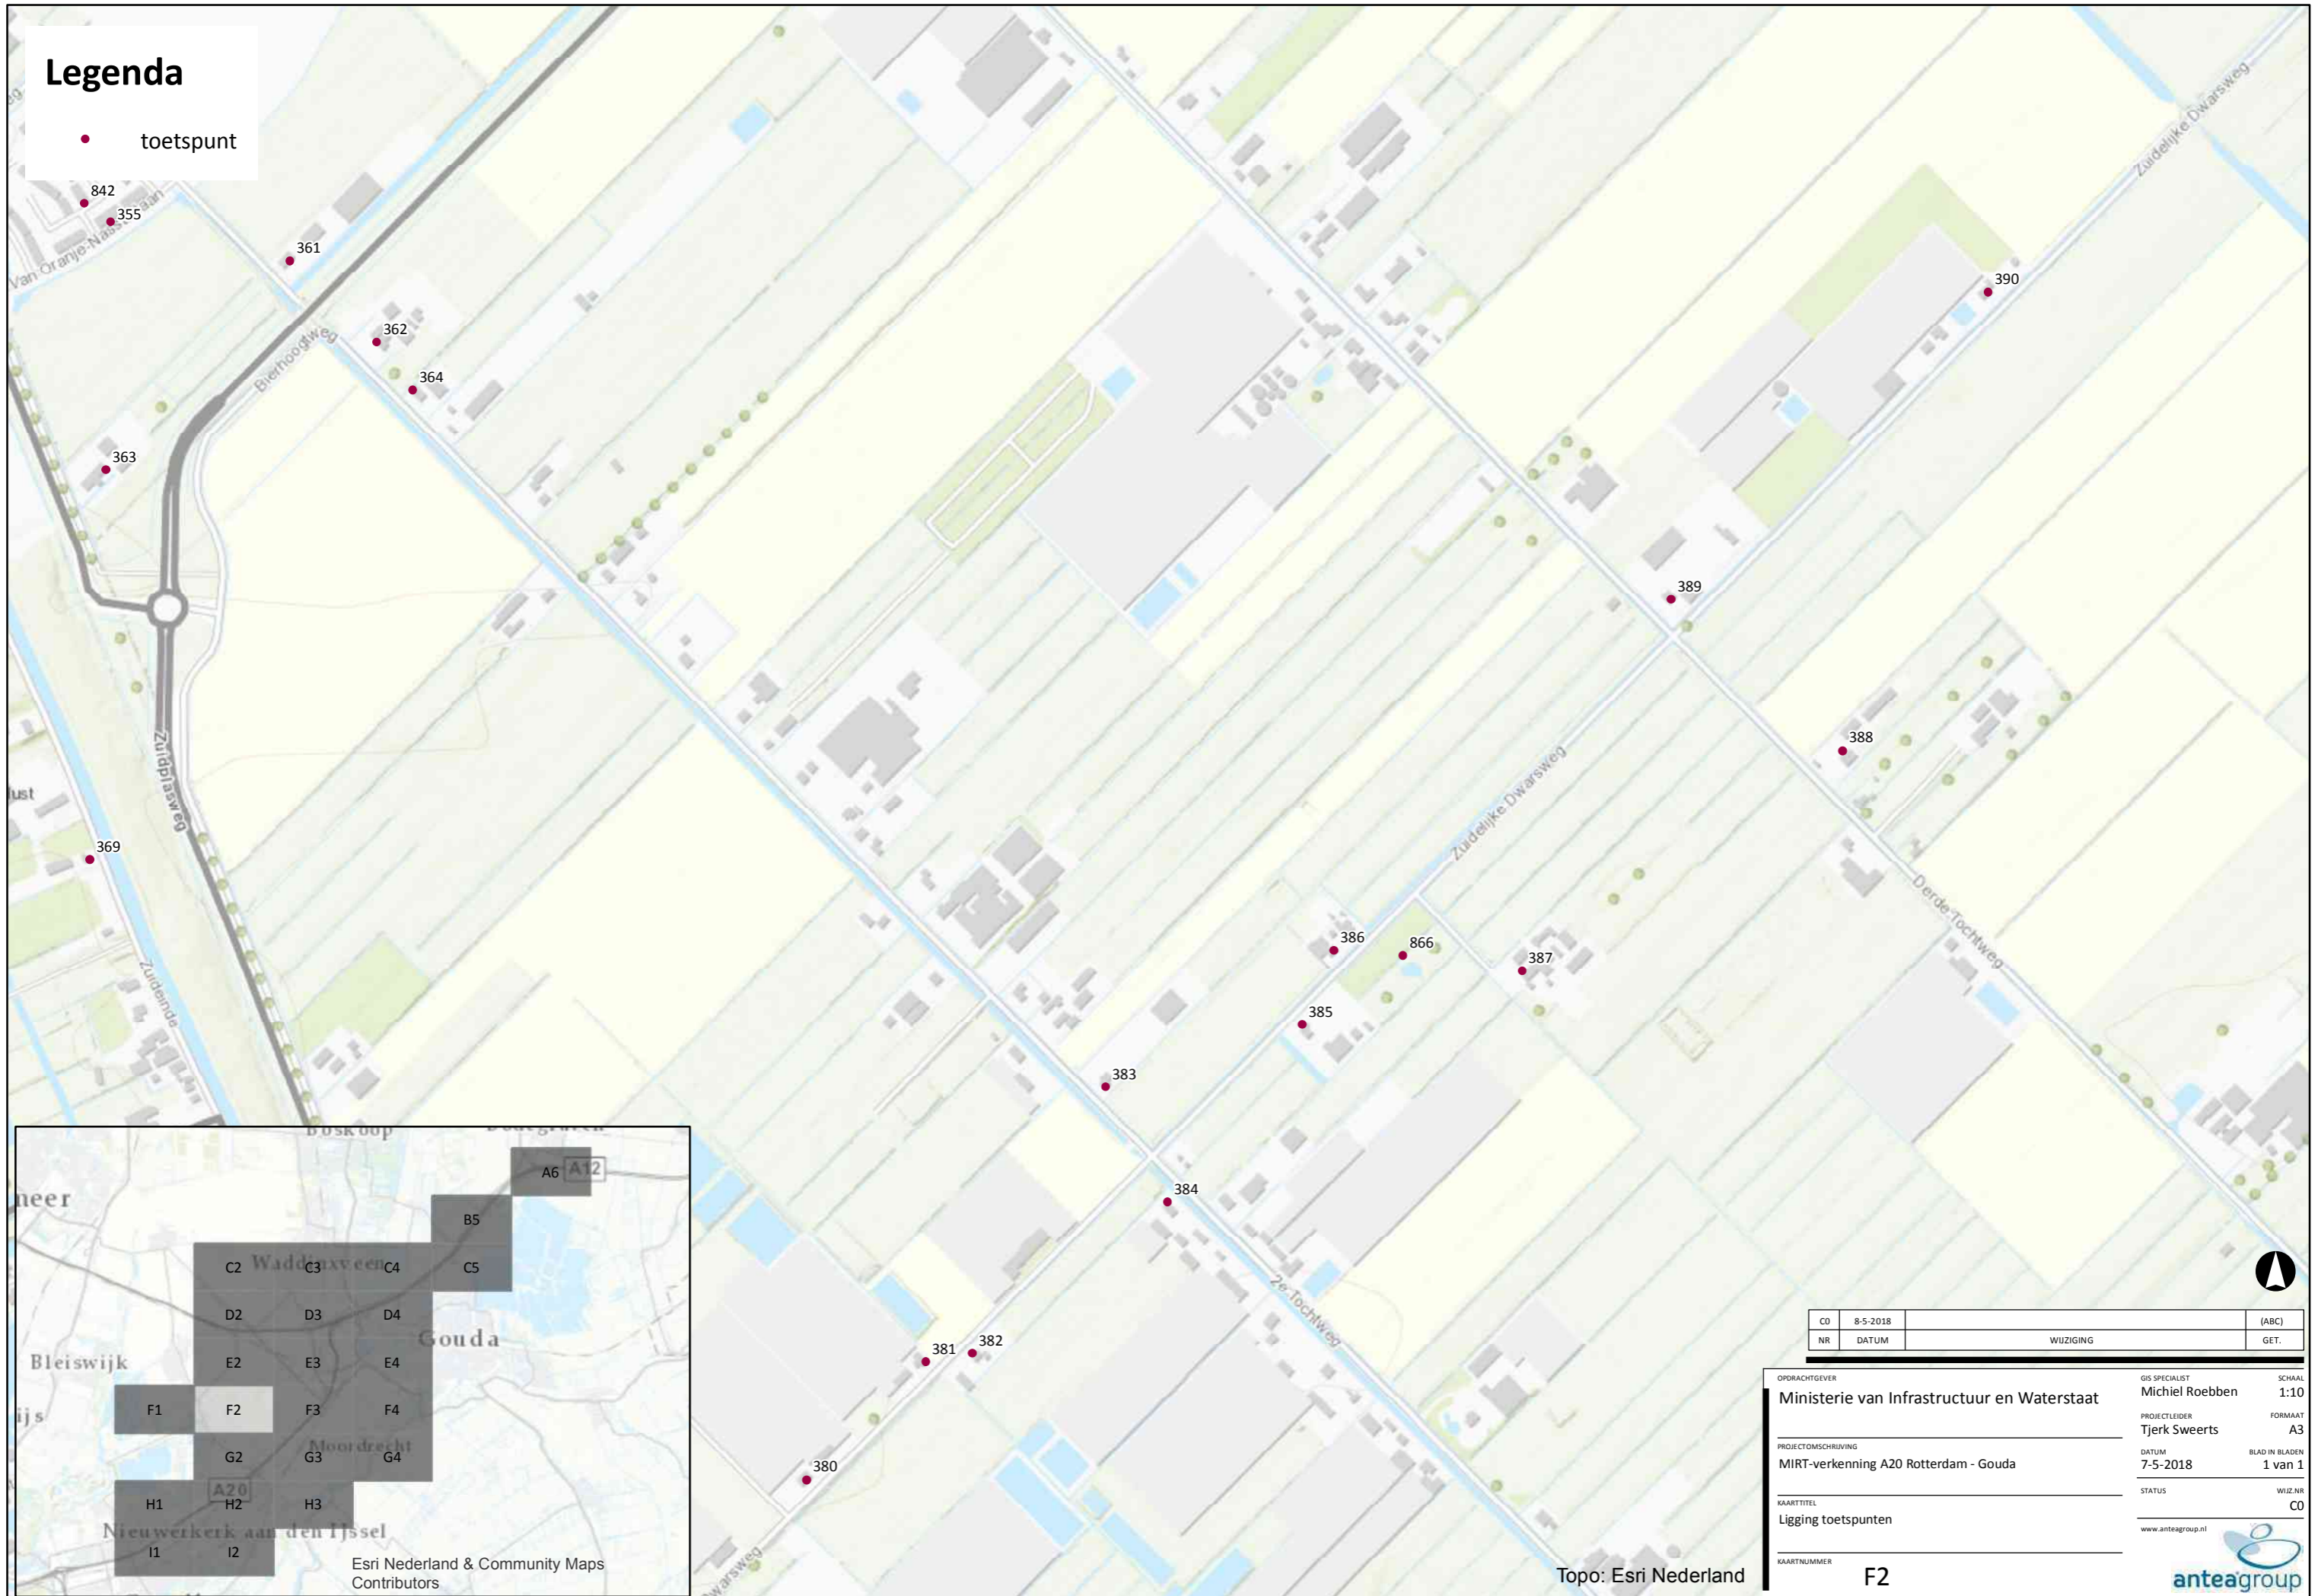 Legenda
toetspunt
842
355
Van Oranje-Nassaulaan
361
362
Bierhoogtweg
364
363
Zuidplasweg
lust
369
Zuideinde
Zuidelijke Dwarsweg
390
389
388
Zuidelijke Dwarsweg
Derde Tochtweg
386
866
387
385
383
384
2e Tochtweg
381
382
380
Dwarsweg
Boskoop
Bodegraven
A6
A12
B5
meer
C2
Waddinxveen
C3
C4
C5
D2
D3
D4
Gouda
Bleiswijk
E2
E3
E4
ijs
F1
F2
F3
F4
Moordrecht
G2
G3
G4
A20
H1
H2
H3
Nieuwerkerk aan den IJssel
I1
I2
Esri Nederland & Community Maps
Contributors
Topo: Esri Nederland
C0 8-5-2018 (ABC)
NR DATUM WIJZIGING GET.
OPDRACHTGEVER
Ministerie van Infrastructuur en Waterstaat
PROJECTOMSCHRIJVING
MIRT-verkenning A20 Rotterdam - Gouda
KAARTTITEL
Ligging toetspunten
KAARTNUMMER
F2
GIS SPECIALIST SCHAAL
Michiel Roebben 1:10
PROJECTLEIDER FORMAAT
Tjerk Sweerts A3
DATUM BLAD IN BLADEN
7-5-2018 1 van 1
STATUS WIJZ.NR
C0
www.anteagroup.nl
anteagroup